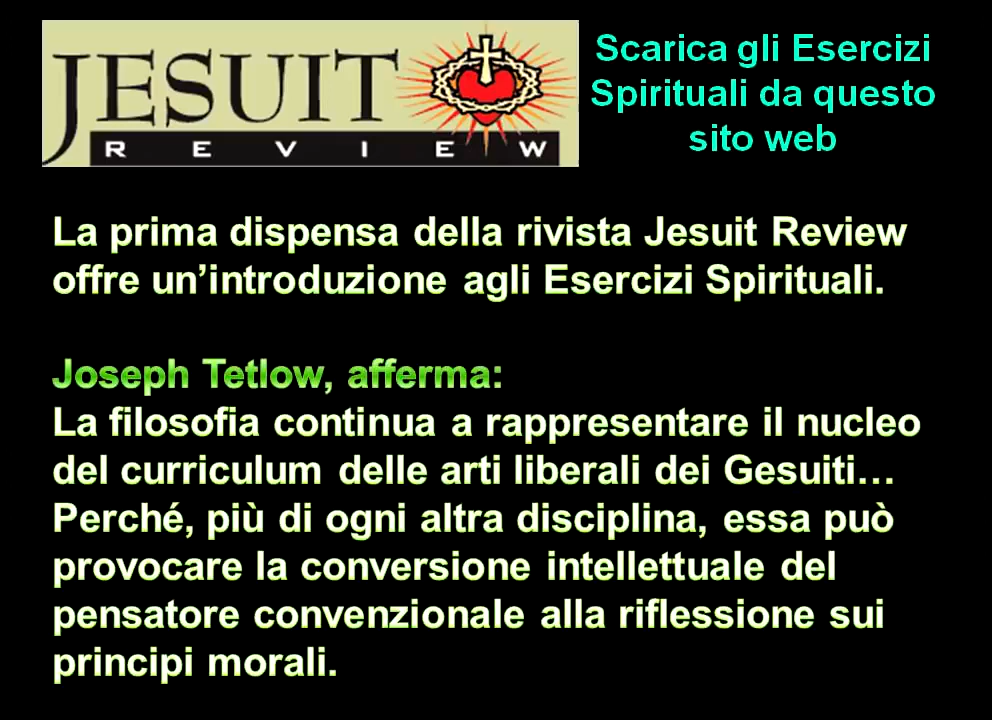 JESUIT
REVIEW
Scarica gli Esercizi
Spirituali da questo
sito web
La prima dispensa della rivista Jesuit Review
offre un’introduzione agli Esercizi Spirituali.
Joseph Tetlow, afferma:
La filosofia continua a rappresentare il nucleo
del curriculum delle arti liberali dei Gesuiti…
Perché, più di ogni altra disciplina, essa può
provocare la conversione intellettuale del
pensatore convenzionale alla riflessione sui
principi morali.